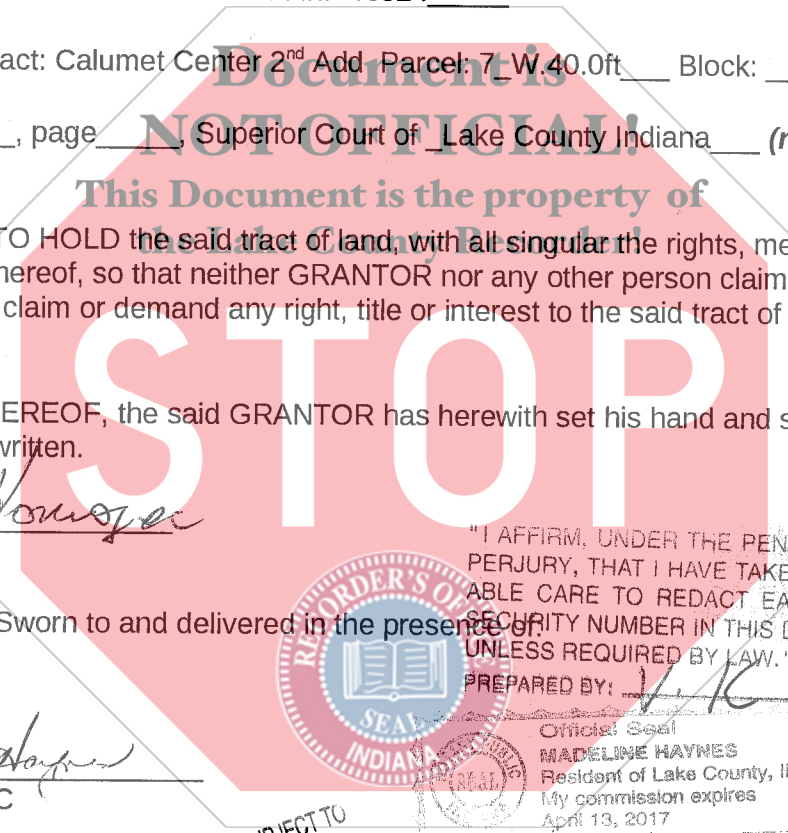 act: Calumet Center 2nd Add Parcel: 7_W.40.0ft___ Block: _
Document is
_, page______, Superior Court of _Lake County Indiana___ (r
NOT OFFICIAL!
This Document is the property of
the Lake County Recorder!
TO HOLD the said tract of land, with all singular the rights, me
hereof, so that neither GRANTOR nor any other person claim
claim or demand any right, title or interest to the said tract of
STOP
EREOF, the said GRANTOR has herewith set his hand and s
written.
"I AFFIRM, UNDER THE PEN
PERJURY, THAT I HAVE TAKE
ABLE CARE TO REDACT EA
Sworn to and delivered in the presence of:
SECURITY NUMBER IN THIS D
UNLESS REQUIRED BY LAW."
PREPARED BY:
RECORDER'S OF
SEAL
INDIANA
Haynes
C
Official Seal
MADELINE HAYNES
Resident of Lake County, I
My commission expires
April 13, 2017
SEAL
BJECT TO